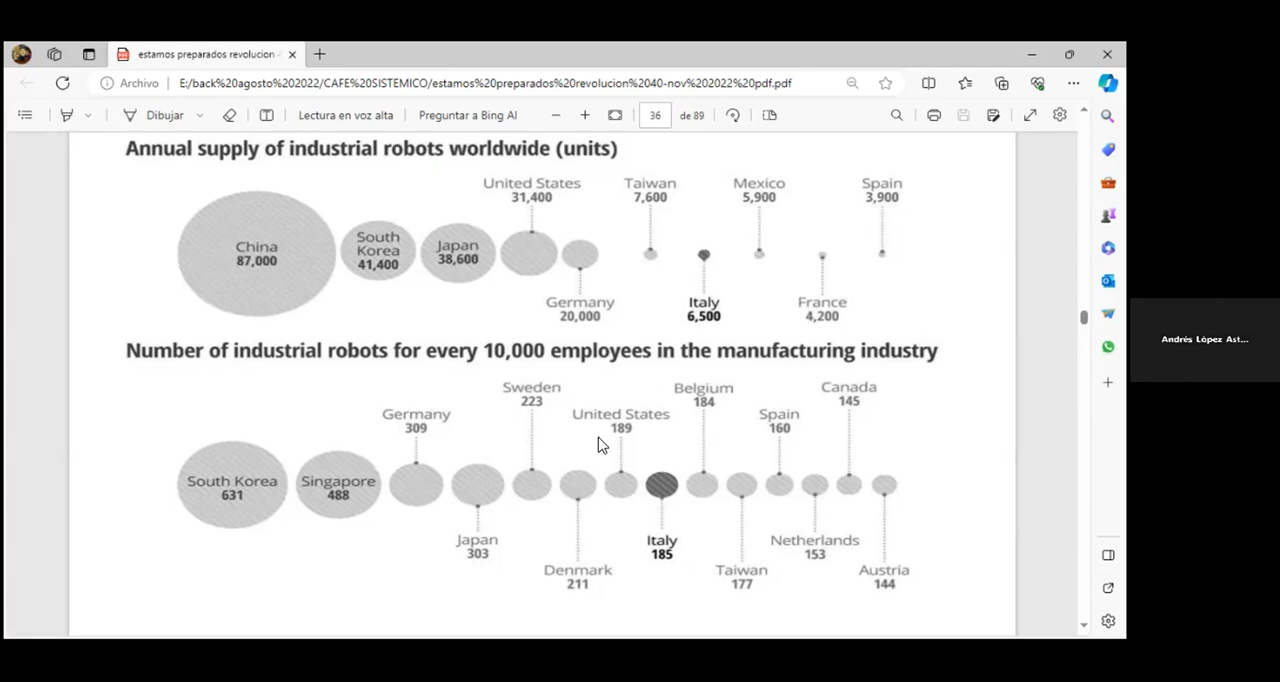 estamos preparados revolucion 4
Archivo
E:/back%20agosto%202022/CAFE%20SISTEMICO/estamos%20preparados%20revolucion%2040-nov%202022%20pdf.pdf
Dibujar
Lectura en voz alta
Preguntar a Bing AI
36 de 89
Annual supply of industrial robots worldwide (units)
United States
31,400
Taiwan
7,600
Mexico
5,900
Spain
3,900
China
87,000
South
Korea
41,400
Japan
38,600
Germany
20,000
Italy
6,500
France
4,200
Number of industrial robots for every 10,000 employees in the manufacturing industry
Sweden
223
Belgium
184
Canada
145
Germany
309
United States
189
Spain
160
South Korea
631
Singapore
488
Japan
303
Italy
185
Netherlands
153
Denmark
211
Taiwan
177
Austria
144
Andrés López Ast...